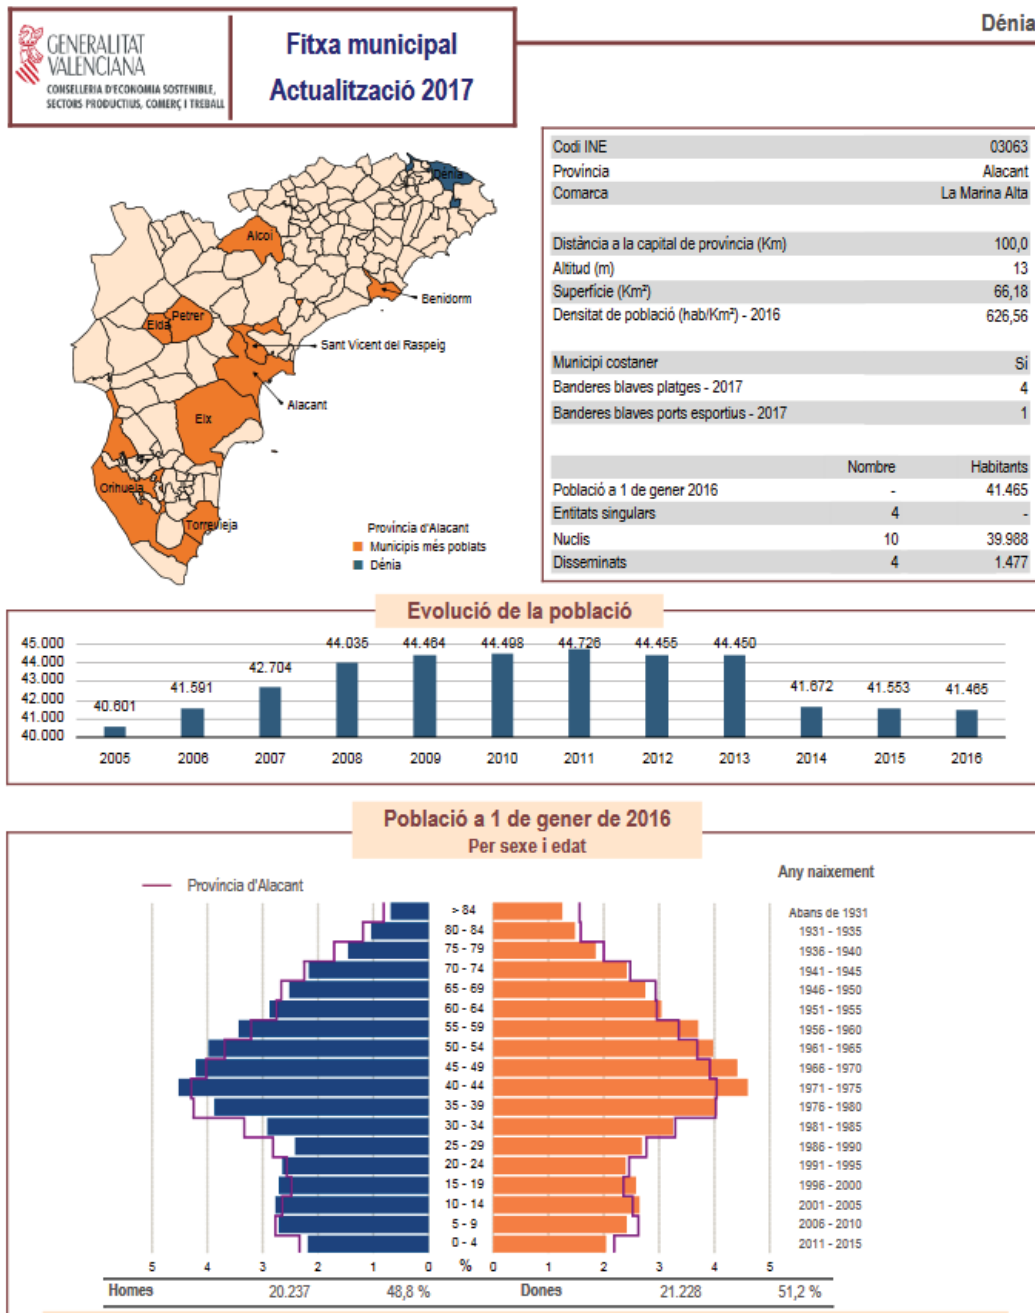 Dénia
GENERALITAT
VALENCIANA
CONSELLERIA D'ECONOMIA SOSTENIBLE,
SECTORS PRODUCTIUS, COMERÇ I TREBALL
Fitxa municipal
Actualització 2017
Dénia
Alcoi
Benidorm
Petrer
Elda
Sant Vicent del Raspeig
Alacant
Elx
Orihuela
Torrevieja
Província d'Alacant
Municipis més poblats
Dénia
Codi INE 03063
Província Alacant
Comarca La Marina Alta
Distància a la capital de província (Km) 100,0
Altitud (m) 13
Superfície (Km²) 66,18
Densitat de població (hab/Km²) - 2016 626,56
Municipi costaner Sí
Banderes blaves platges - 2017 4
Banderes blaves ports esportius - 2017 1
Nombre Habitants
Població a 1 de gener 2016 - 41.465
Entitats singulars 4 -
Nuclis 10 39.988
Disseminats 4 1.477
Evolució de la població
45.000
44.000
43.000
42.000
41.000
40.000
40.601 41.591 42.704 44.035 44.464 44.498 44.726 44.455 44.450 41.672 41.553 41.465
2005 2006 2007 2008 2009 2010 2011 2012 2013 2014 2015 2016
Població a 1 de gener de 2016
Per sexe i edat
Any naixement
Província d'Alacant
> 84 Abans de 1931
80 - 84 1931 - 1935
75 - 79 1936 - 1940
70 - 74 1941 - 1945
65 - 69 1946 - 1950
60 - 64 1951 - 1955
55 - 59 1956 - 1960
50 - 54 1961 - 1965
45 - 49 1966 - 1970
40 - 44 1971 - 1975
35 - 39 1976 - 1980
30 - 34 1981 - 1985
25 - 29 1986 - 1990
20 - 24 1991 - 1995
15 - 19 1996 - 2000
10 - 14 2001 - 2005
5 - 9 2006 - 2010
0 - 4 2011 - 2015
5 4 3 2 1 0 % 0 1 2 3 4 5
Homes 20.237 48,8 % Dones 21.228 51,2 %